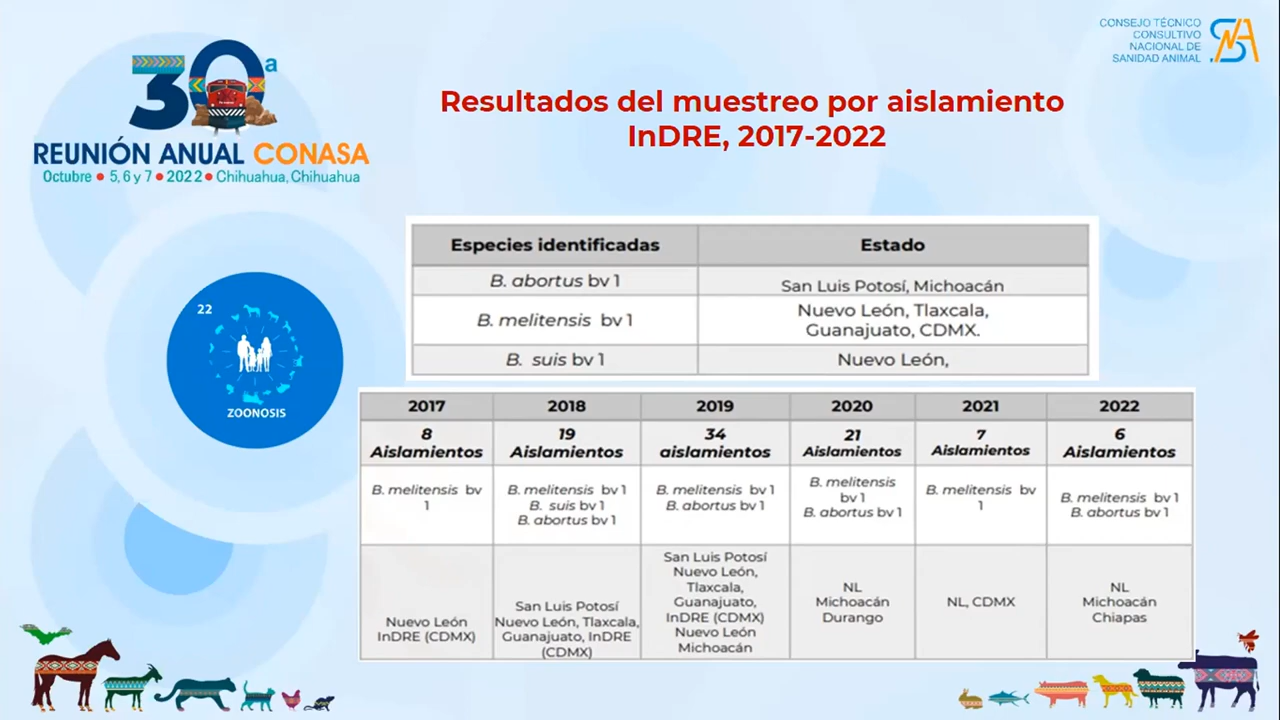 CONSEJO TÉCNICO
CONSULTIVO
NACIONAL DE
SANIDAD ANIMAL
30a
REUNIÓN ANUAL CONASA
Octubre • 5, 6 y 7 • 2022 • Chihuahua, Chihuahua
Resultados del muestreo por aislamiento
InDRE, 2017-2022
22
ZOONOSIS
Especies identificadas Estado
B. abortus bv 1 San Luis Potosí, Michoacán
B. melitensis bv 1 Nuevo León, Tlaxcala,
Guanajuato, CDMX.
B. suis bv 1 Nuevo León,
2017 2018 2019 2020 2021 2022
8 19 34 21 7 6
Aislamientos Aislamientos aislamientos Aislamientos Aislamientos Aislamientos
B. melitensis bv
1
B. melitensis bv 1
B. suis bv 1
B. abortus bv 1
B. melitensis bv 1
B. abortus bv 1
B. melitensis
bv 1
B. abortus bv 1
B. melitensis bv
1
B. melitensis bv 1
B. abortus bv 1
Nuevo León
InDRE (CDMX)
San Luis Potosí
Nuevo León, Tlaxcala,
Guanajuato, InDRE
(CDMX)
San Luis Potosí
Nuevo León,
Tlaxcala,
Guanajuato,
InDRE (CDMX)
Nuevo León
Michoacán
NL
Michoacán
Durango
NL, CDMX
NL
Michoacán
Chiapas